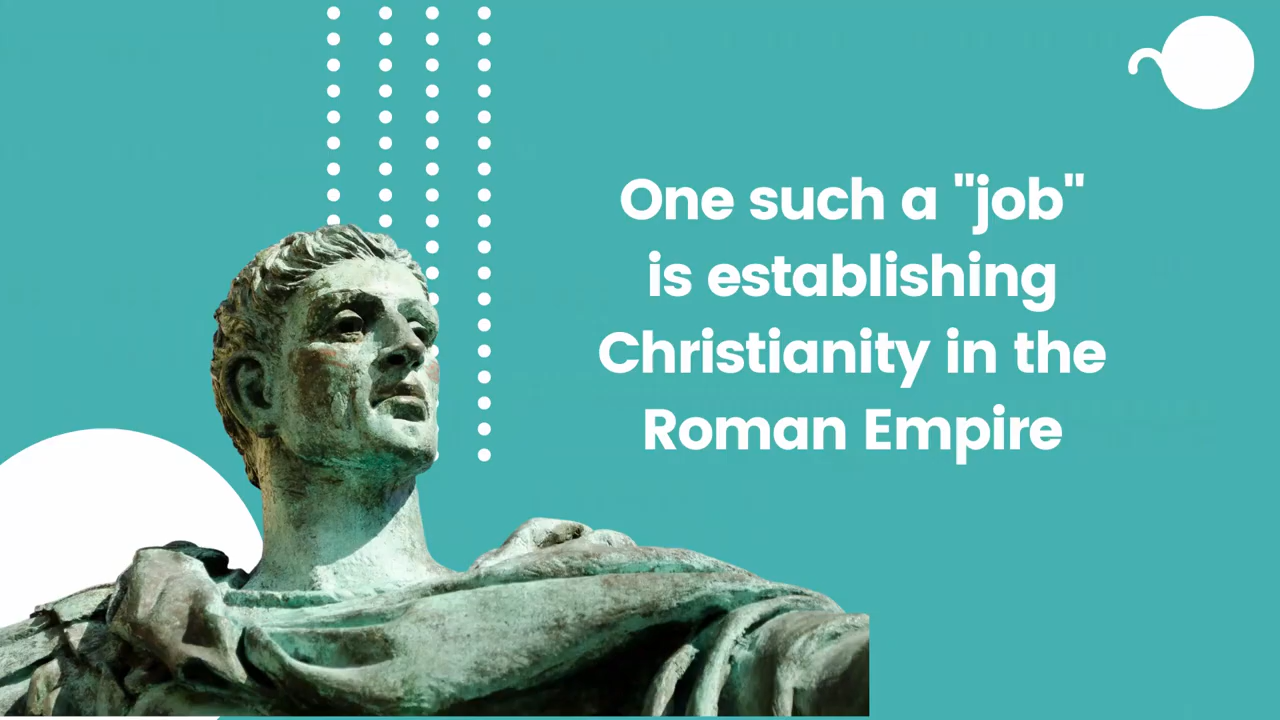 One such a "job"
is establishing
Christianity in the
Roman Empire